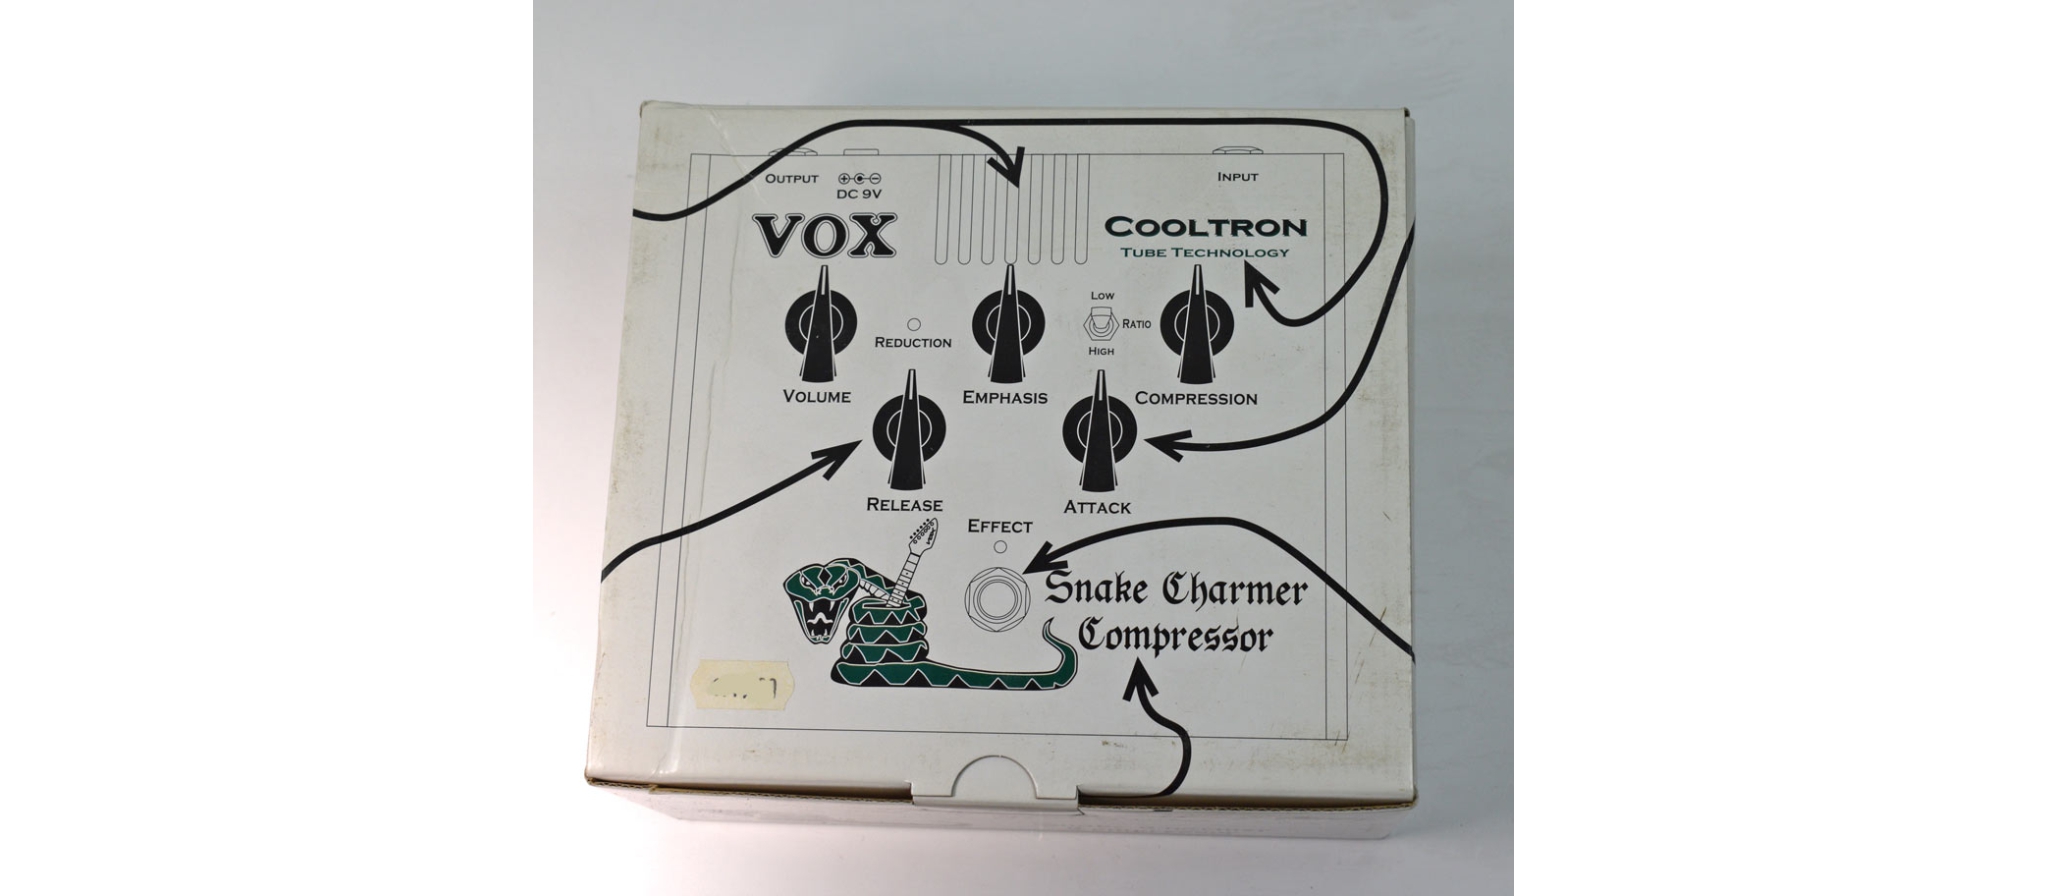 OUTPUT
DC 9V
INPUT
VOX
COOLTRON
TUBE TECHNOLOGY
LOW
RATIO
HIGH
REDUCTION
VOLUME
EMPHASIS
COMPRESSION
RELEASE
ATTACK
EFFECT
Snake Charmer
Compressor